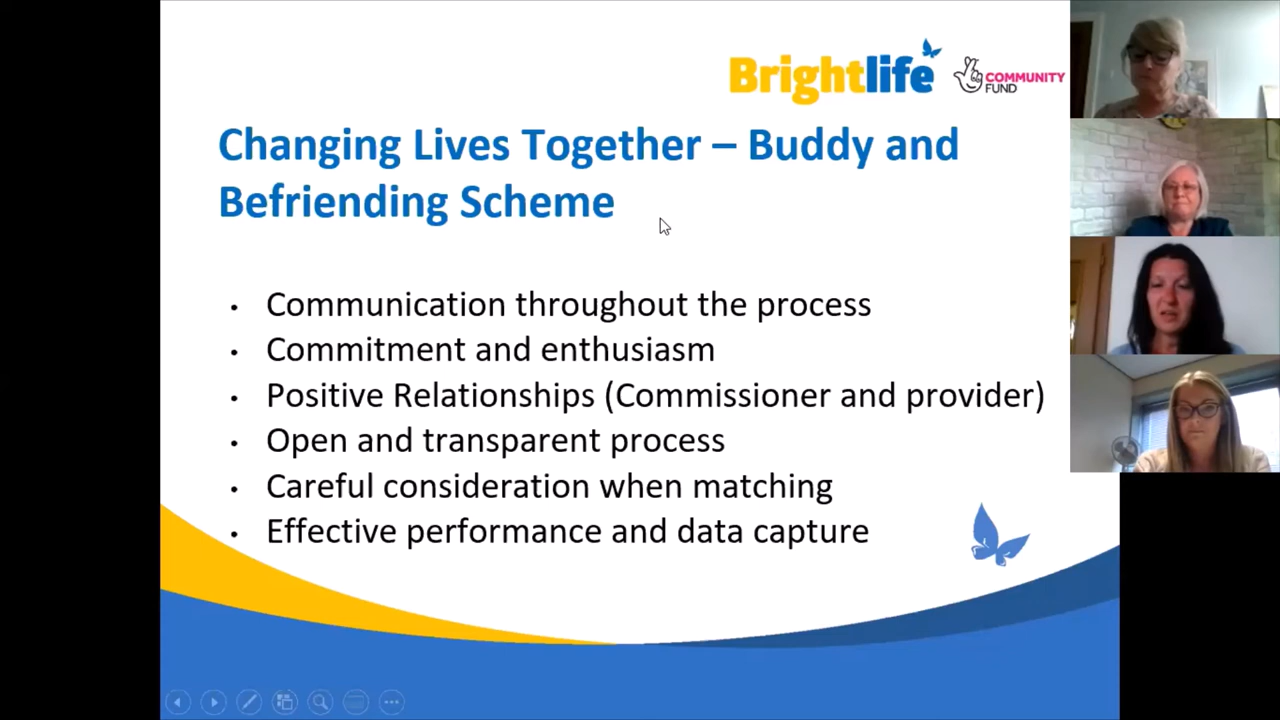 Brightlife
COMMUNITY
FUND
Changing Lives Together – Buddy and
Befriending Scheme
• Communication throughout the process
• Commitment and enthusiasm
• Positive Relationships (Commissioner and provider)
• Open and transparent process
• Careful consideration when matching
• Effective performance and data capture